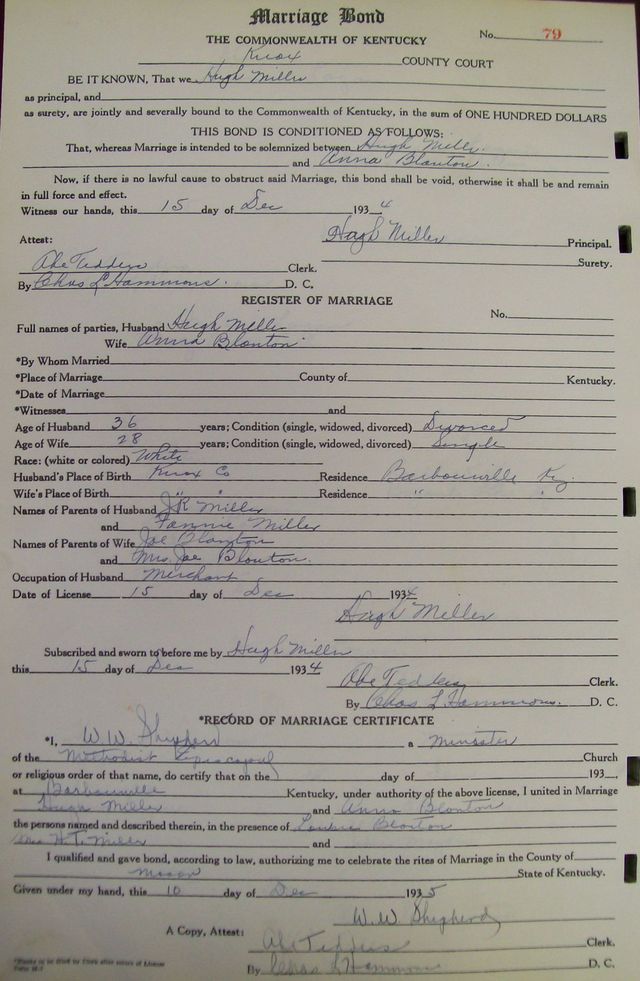 Marriage Bond
No. 79
THE COMMONWEALTH OF KENTUCKY
Knox COUNTY COURT
BE IT KNOWN, That we Hugh Miller
as principal, and
as surety, are jointly and severally bound to the Commonwealth of Kentucky, in the sum of ONE HUNDRED DOLLARS
THIS BOND IS CONDITIONED AS FOLLOWS:
That, whereas Marriage is intended to be solemnized between Hugh Miller
and Anna Blanton.
Now, if there is no lawful cause to obstruct said Marriage, this bond shall be void, otherwise it shall be and remain
in full force and effect.
Witness our hands, this 15 day of Dec 1934
Hugh Miller Principal.
Attest:
Surety.
Abe Tedders Clerk.
By Chas L Hammons. D. C.
REGISTER OF MARRIAGE
No.
Full names of parties, Husband Hugh Miller
Wife Anna Blanton
*By Whom Married
*Place of Marriage County of Kentucky.
*Date of Marriage
*Witnesses and
Age of Husband 36 years; Condition (single, widowed, divorced) Divorced
Age of Wife 28 years; Condition (single, widowed, divorced) Single
Race: (white or colored) White
Husband's Place of Birth Knox Co Residence Barbourville Ky.
Wife's Place of Birth " " Residence " "
Names of Parents of Husband J R Miller
and Fannie Miller
Names of Parents of Wife Joe Blanton
and Mrs. Joe Blanton.
Occupation of Husband Merchant
Date of License 15 day of Dec 1934
Hugh Miller
Subscribed and sworn to before me by Hugh Miller
this 15 day of Dec 1934
Abe Tedders Clerk.
By Chas L Hammons. D. C.
*RECORD OF MARRIAGE CERTIFICATE
*I, W. W. Shepherd a Minister
of the Methodist Episcopal Church
or religious order of that name, do certify that on the day of 193
at Barbourville Kentucky, under authority of the above license, I united in Marriage
Hugh Miller and Anna Blanton
the persons named and described therein, in the presence of Blanton
H. T. Miller and
I qualified and gave bond, according to law, authorizing me to celebrate the rites of Marriage in the County of
Mason State of Kentucky.
Given under my hand, this 10 day of Dec 1935
W. W. Shepherd
A Copy, Attest:
Abe Tedders Clerk.
By Chas L Hammons D. C.